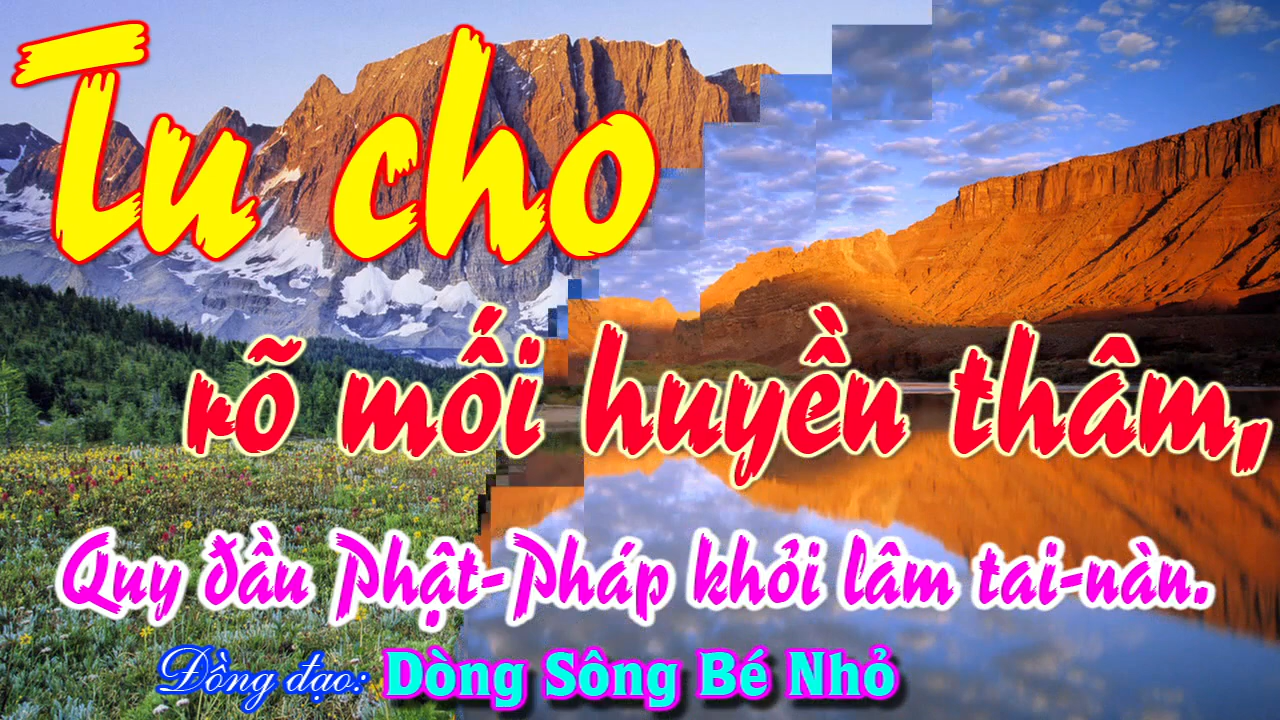 Tu cho
rõ mối huyền thâm,
Quy đầu Phật-Pháp khỏi lâm tai-nàn.
Đồng đạo: Dòng Sông Bé Nhỏ